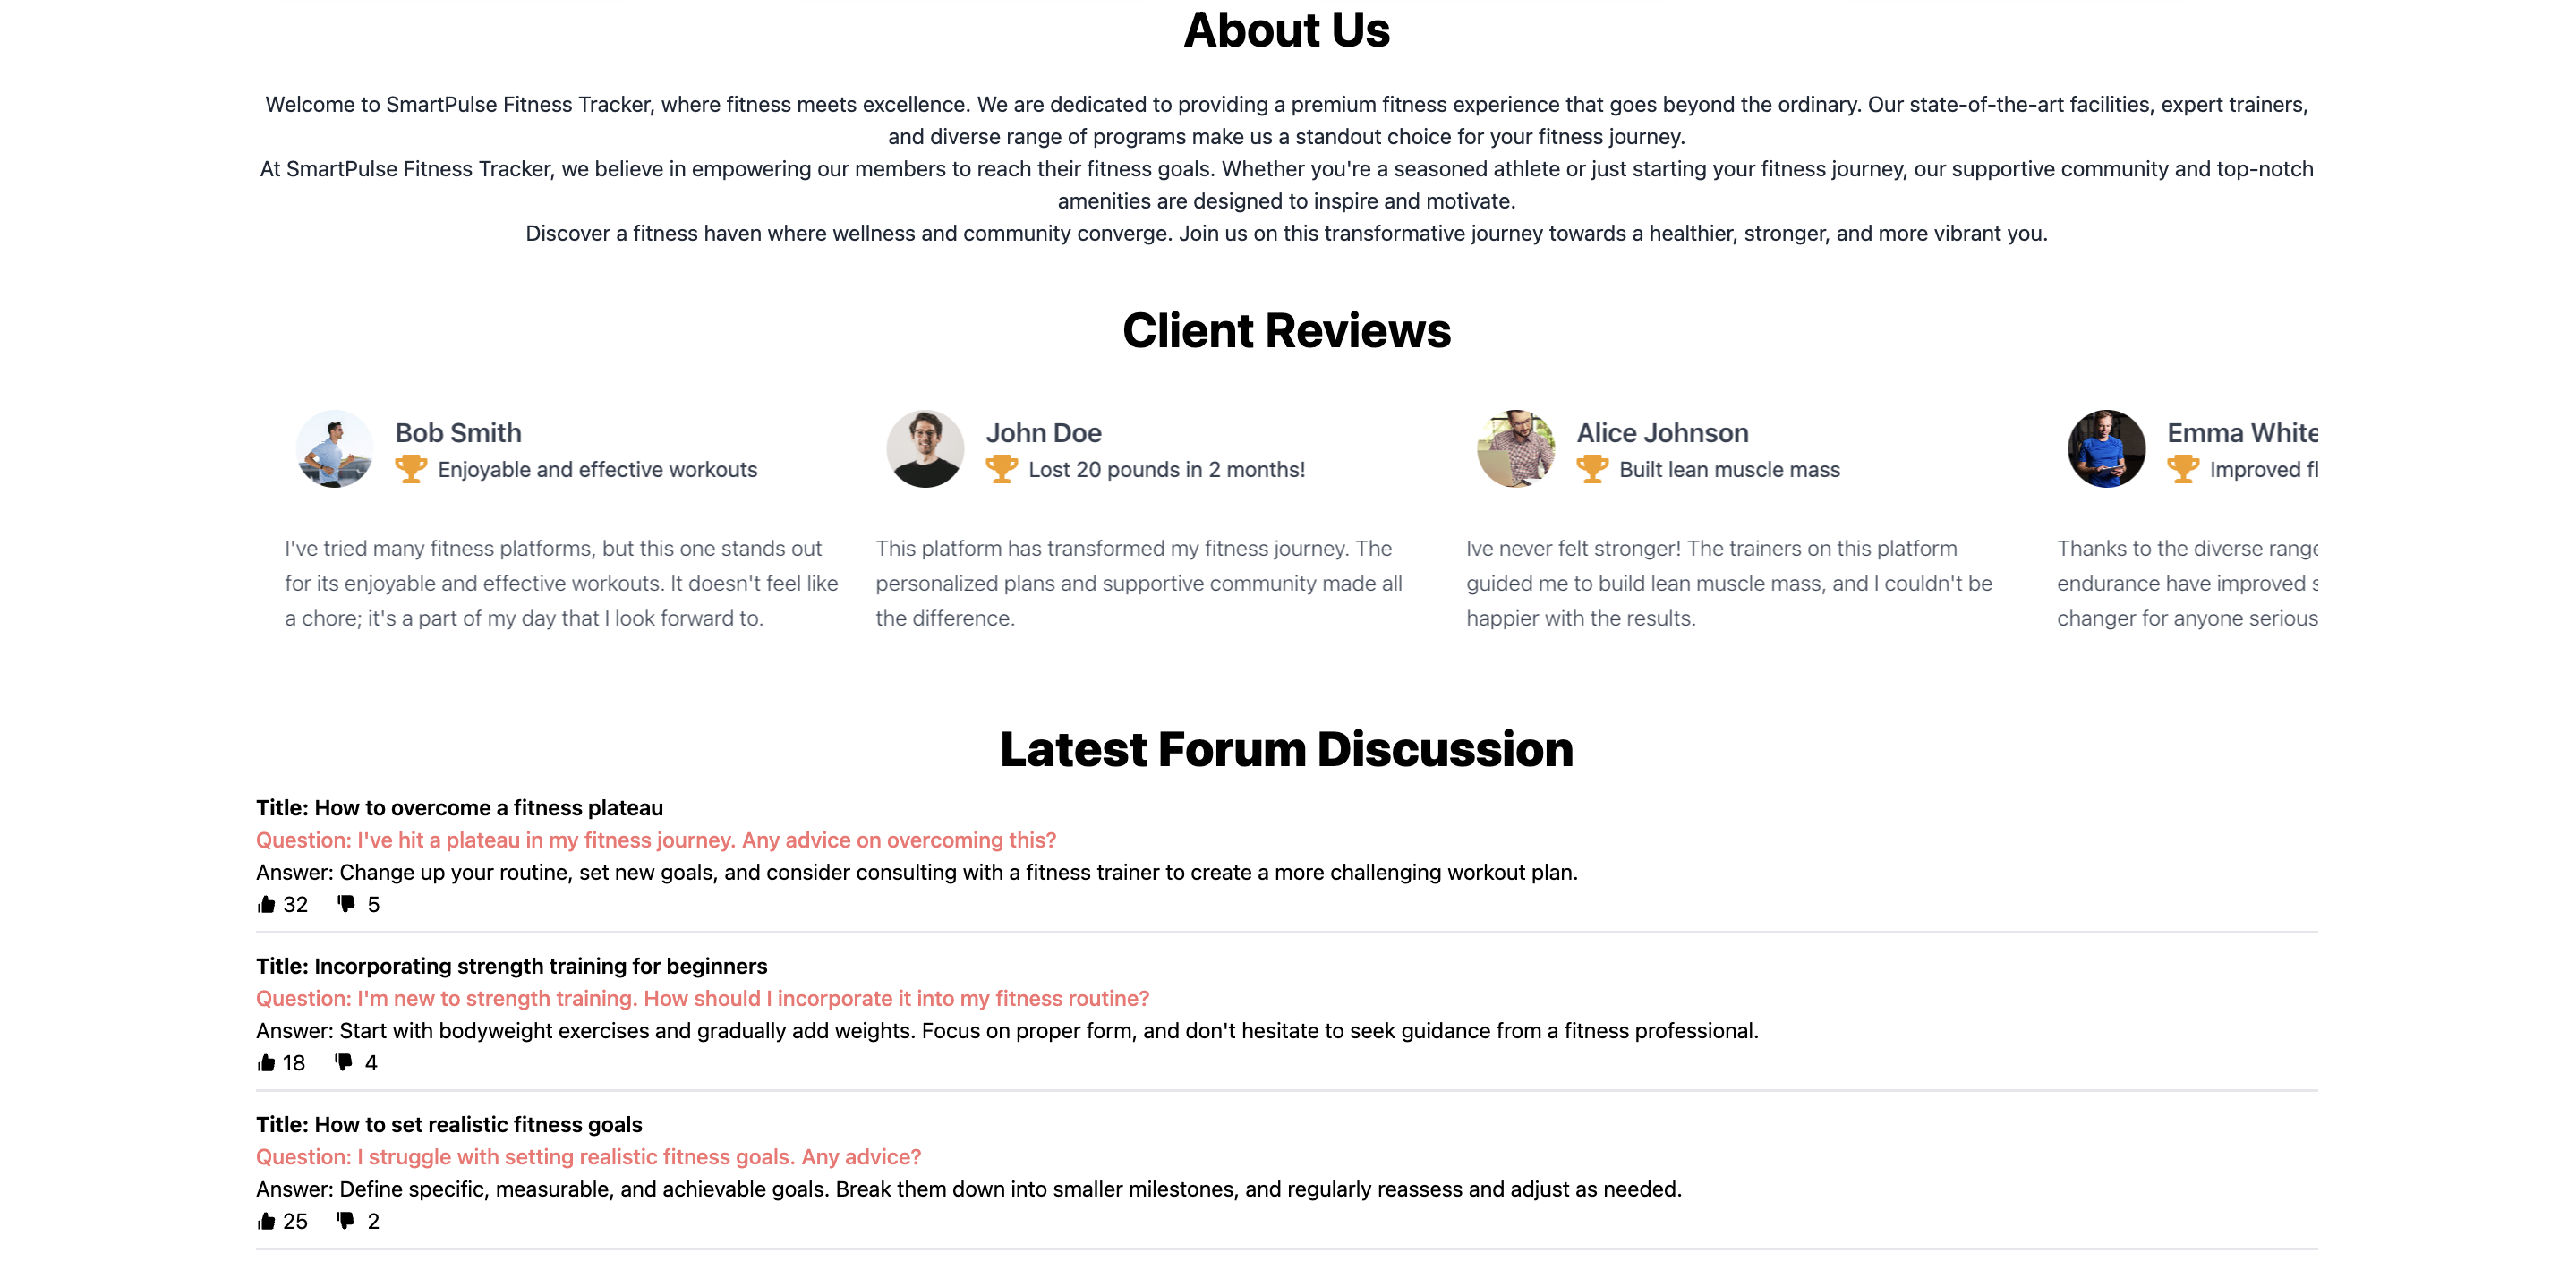 About Us
Welcome to SmartPulse Fitness Tracker, where fitness meets excellence. We are dedicated to providing a premium fitness experience that goes beyond the ordinary. Our state-of-the-art facilities, expert trainers,
and diverse range of programs make us a standout choice for your fitness journey.
At SmartPulse Fitness Tracker, we believe in empowering our members to reach their fitness goals. Whether you're a seasoned athlete or just starting your fitness journey, our supportive community and top-notch
amenities are designed to inspire and motivate.
Discover a fitness haven where wellness and community converge. Join us on this transformative journey towards a healthier, stronger, and more vibrant you.
Client Reviews
Bob Smith
Enjoyable and effective workouts
I've tried many fitness platforms, but this one stands out
for its enjoyable and effective workouts. It doesn't feel like
a chore; it's a part of my day that I look forward to.
John Doe
Lost 20 pounds in 2 months!
This platform has transformed my fitness journey. The
personalized plans and supportive community made all
the difference.
Alice Johnson
Built lean muscle mass
Ive never felt stronger! The trainers on this platform
guided me to build lean muscle mass, and I couldn't be
happier with the results.
Emma White
Improved
Thanks to the diverse range
endurance have improved
changer for anyone serious
Latest Forum Discussion
Title: How to overcome a fitness plateau
Question: I've hit a plateau in my fitness journey. Any advice on overcoming this?
Answer: Change up your routine, set new goals, and consider consulting with a fitness trainer to create a more challenging workout plan.
32 5
Title: Incorporating strength training for beginners
Question: I'm new to strength training. How should I incorporate it into my fitness routine?
Answer: Start with bodyweight exercises and gradually add weights. Focus on proper form, and don't hesitate to seek guidance from a fitness professional.
18 4
Title: How to set realistic fitness goals
Question: I struggle with setting realistic fitness goals. Any advice?
Answer: Define specific, measurable, and achievable goals. Break them down into smaller milestones, and regularly reassess and adjust as needed.
25 2